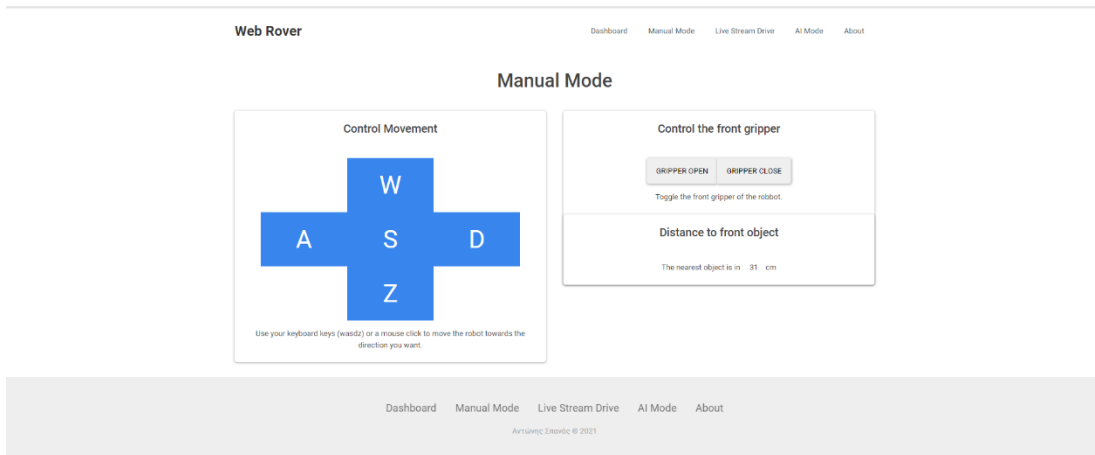 Web Rover
Dashboard Manual Mode Live Stream Drive AI Mode About
Manual Mode
Control Movement
W
A S D
Z
Use your keyboard keys (wasdz) or a mouse click to move the robot towards the
direction you want.
Control the front gripper
GRIPPER OPEN GRIPPER CLOSE
Toggle the front gripper of the robbot.
Distance to front object
The nearest object is in 31 cm
Dashboard Manual Mode Live Stream Drive AI Mode About
Αντώνης Σπανός © 2021